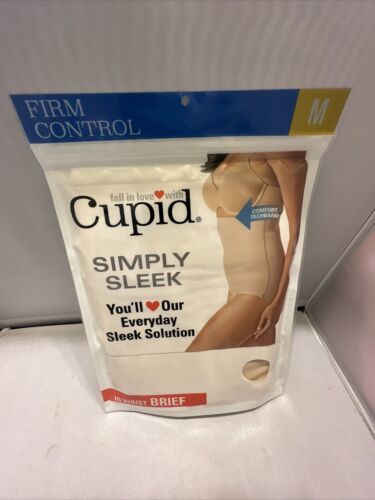 FIRM
CONTROL
M
fall in love with
Cupid®
COMFORT
TECHBAND
SIMPLY
SLEEK
You'll Our
Everyday
Sleek Solution
HI WAIST BRIEF